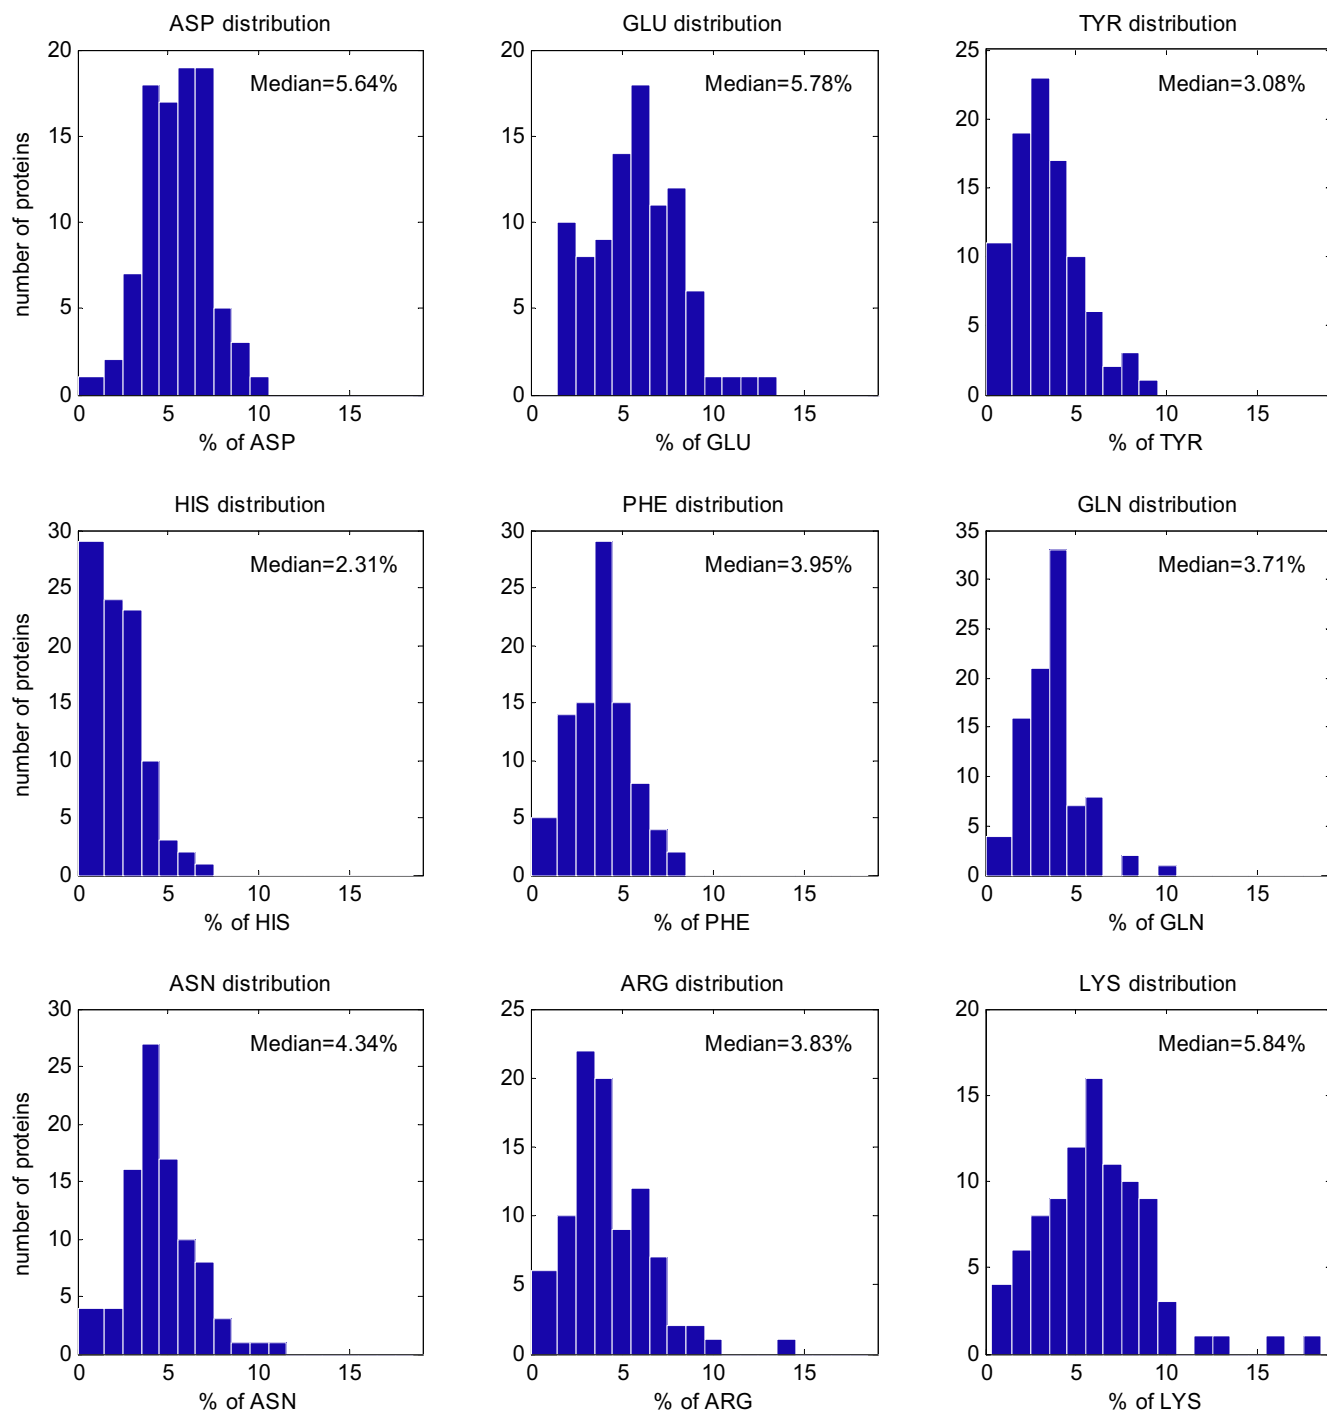 ASP distribution
Median=5.64%
number of proteins
20
15
10
5
0
0 5 10 15
% of ASP
GLU distribution
Median=5.78%
20
15
10
5
0
0 5 10 15
% of GLU
TYR distribution
Median=3.08%
25
20
15
10
5
0
0 5 10 15
% of TYR
HIS distribution
Median=2.31%
number of proteins
30
25
20
15
10
5
0
0 5 10 15
% of HIS
PHE distribution
Median=3.95%
30
25
20
15
10
5
0
0 5 10 15
% of PHE
GLN distribution
Median=3.71%
35
30
25
20
15
10
5
0
0 5 10 15
% of GLN
ASN distribution
Median=4.34%
number of proteins
30
25
20
15
10
5
0
0 5 10 15
% of ASN
ARG distribution
Median=3.83%
25
20
15
10
5
0
0 5 10 15
% of ARG
LYS distribution
Median=5.84%
20
15
10
5
0
0 5 10 15
% of LYS